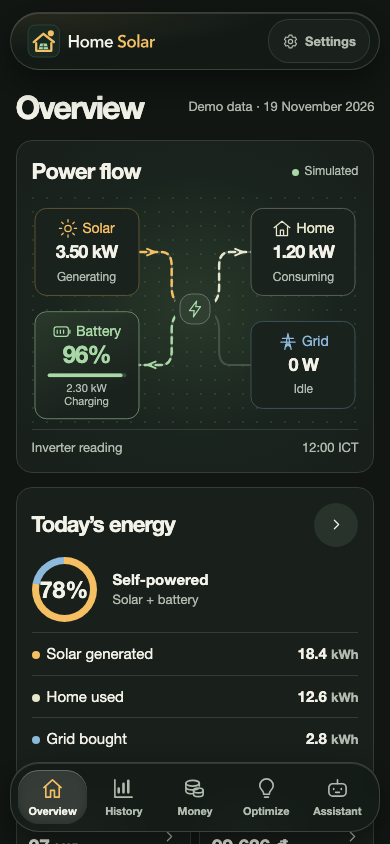 Home Solar
Settings
Overview
Demo data · 19 November 2026
Power flow
Simulated
Solar
3.50 kW
Generating
Home
1.20 kW
Consuming
Battery
96%
2.30 kW
Charging
Grid
0 W
Idle
Inverter reading
12:00 ICT
Today's energy
78%
Self-powered
Solar + battery
Solar generated
18.4 kWh
Home used
12.6 kWh
Grid bought
2.8 kWh
Overview
History
Money
Optimize
Assistant